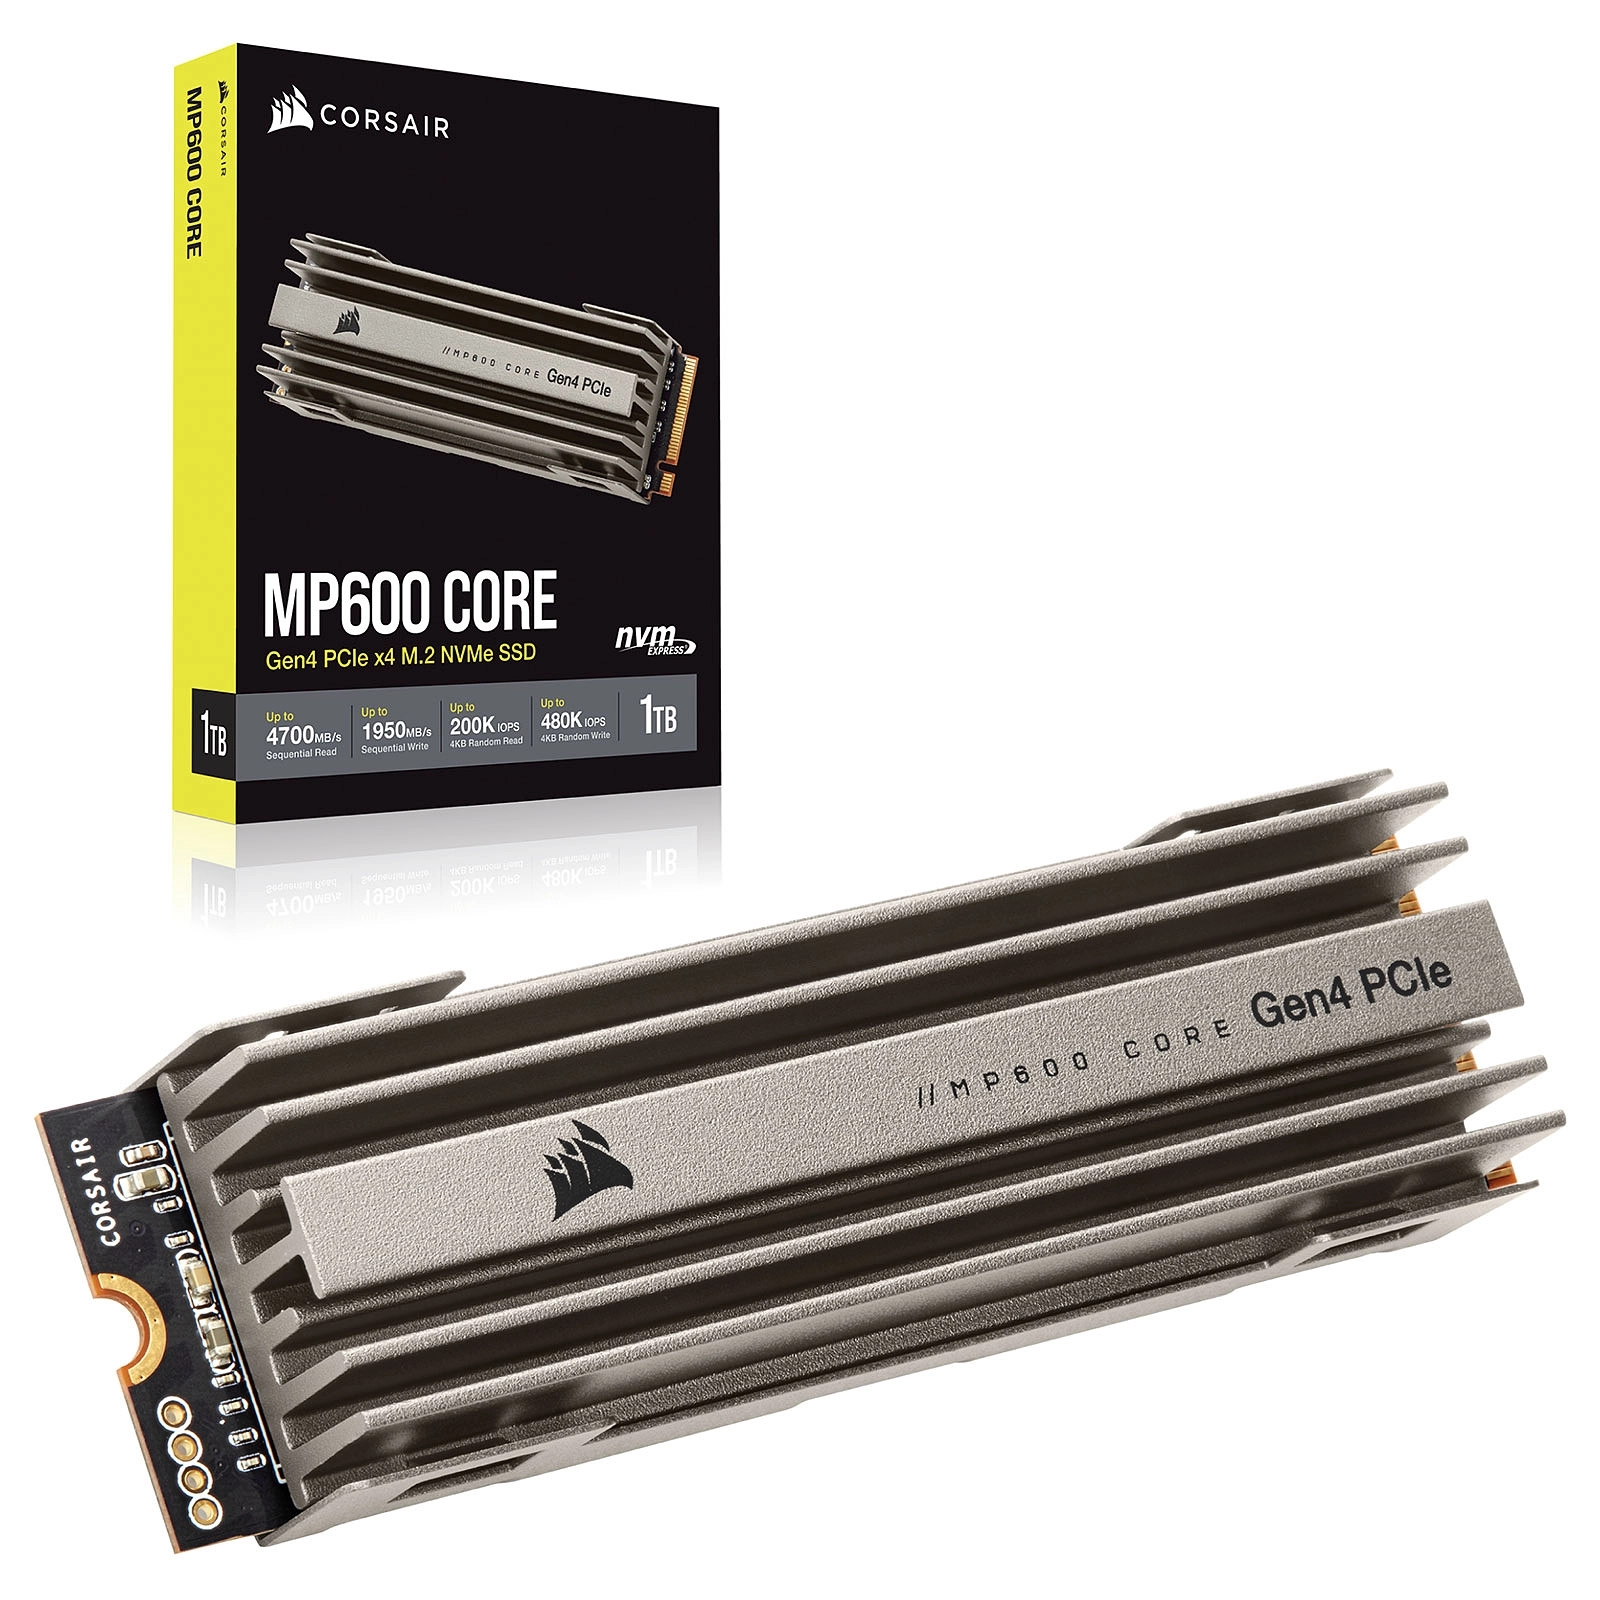 CORSAIR
MP600 CORE
1TB
CORSAIR
//MP600 CORE Gen4 PCIe
MP600 CORE
Gen4 PCIe x4 M.2 NVMe SSD
nvm
EXPRESS
Up to
4700MB/s
Sequential Read
Up to
1950MB/s
Sequential Write
Up to
200K IOPS
4KB Random Read
Up to
480K IOPS
4KB Random Write
1TB
//MP600 CORE Gen4 PCIe
CORSAIR